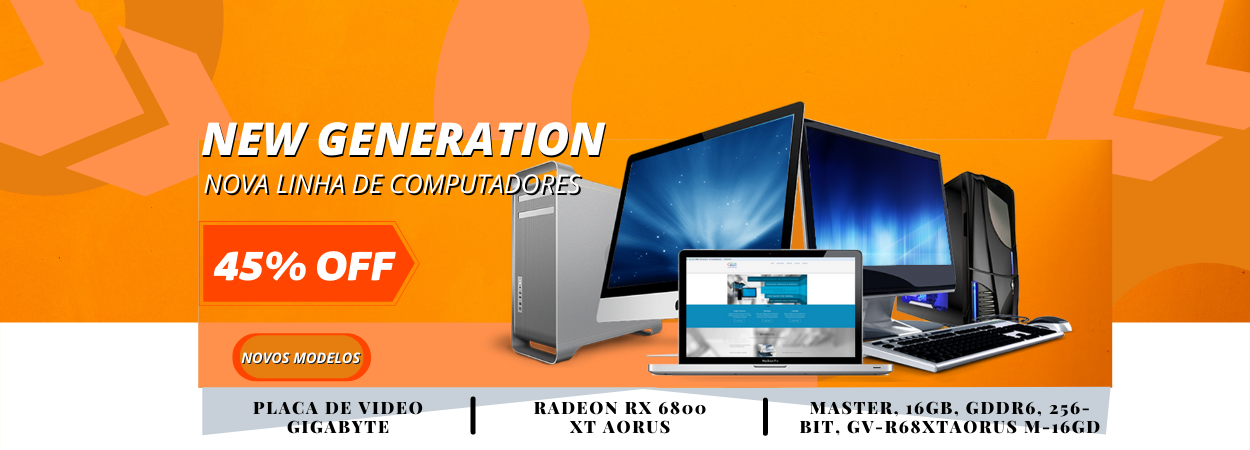 NEW GENERATION
NOVA LINHA DE COMPUTADORES
45% OFF
NOVOS MODELOS
PLACA DE VIDEO
GIGABYTE
RADEON RX 6800
XT AORUS
MASTER, 16GB, GDDR6, 256-
BIT, GV-R68XTAORUS M-16GD